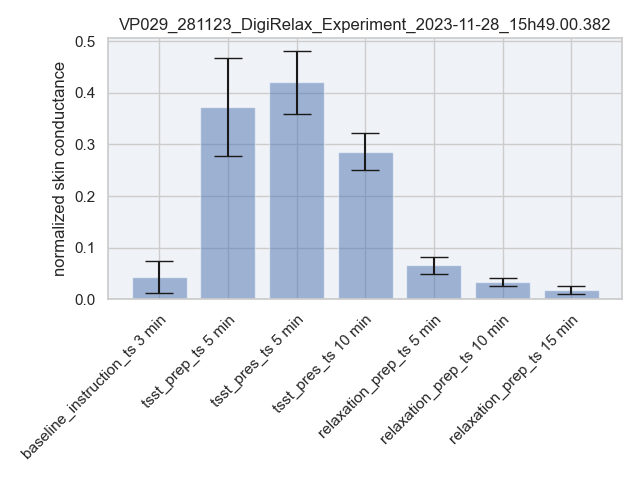 VP029_281123_DigiRelax_Experiment_2023-11-28_15h49.00.382
normalized skin conductance
0.5
0.4
0.3
0.2
0.1
0.0
baseline_instruction_ts 3 min
tsst_prep_ts 5 min
tsst_pres_ts 5 min
tsst_pres_ts 10 min
relaxation_prep_ts 5 min
relaxation_prep_ts 10 min
relaxation_prep_ts 15 min